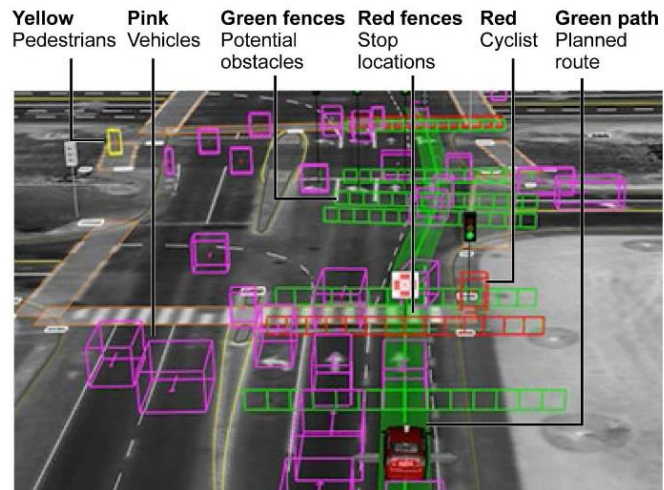 Yellow
Pedestrians
Pink
Vehicles
Green fences
Potential
obstacles
Red fences
Stop
locations
Red
Cyclist
Green path
Planned
route